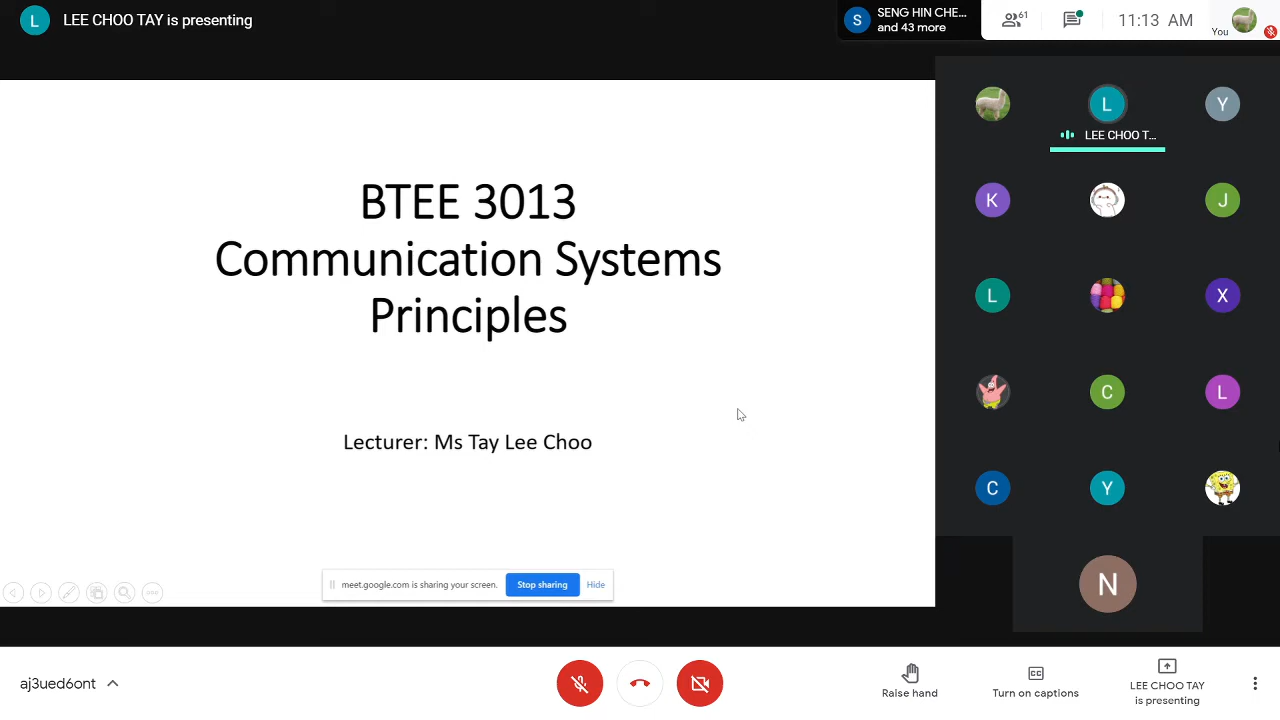 L
LEE CHOO TAY is presenting
S
SENG HIN CHE...
and 43 more
61
11:13 AM
You
BTEE 3013
Communication Systems
Principles
Lecturer: Ms Tay Lee Choo
meet.google.com is sharing your screen.
Stop sharing
Hide
L
Y
LEE CHOO T...
K
J
L
X
C
L
C
Y
N
aj3ued6ont
Raise hand
CC
Turn on captions
LEE CHOO TAY
is presenting